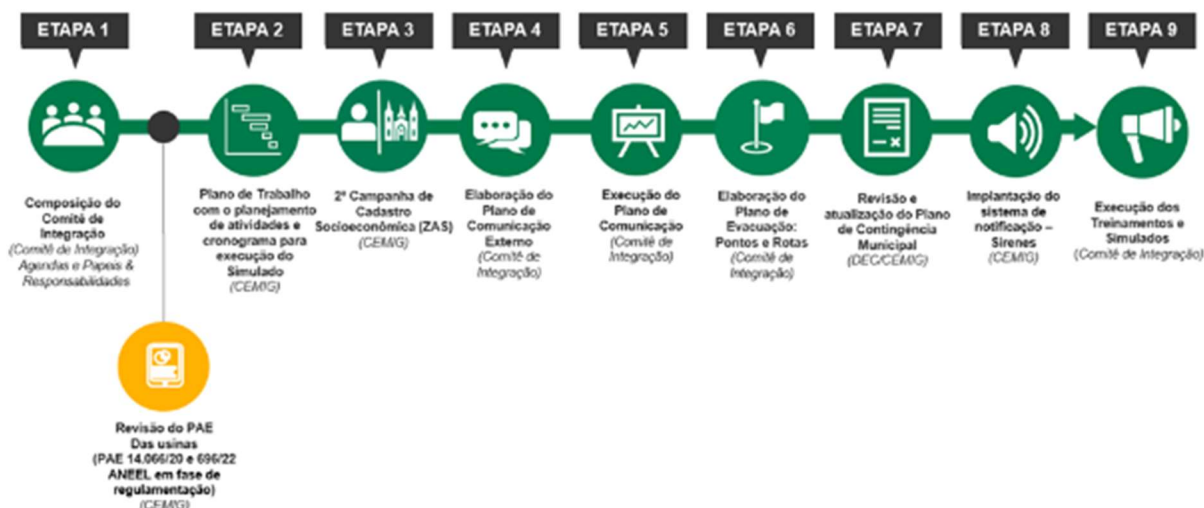 ETAPA 1
Composição do
Comitê de
Integração
(Comitê de Integração)
Agendas e Papeis &
Responsabilidades
Revisão do PAE
Das usinas
(PAE 14.066/20 e 696/22
ANEEL em fase de
regulamentação)
(CEMIG)
ETAPA 2
Plano de Trabalho
com o planejamento
de atividades e
cronograma para
execução do
Simulado
(CEMIG)
ETAPA 3
2ª Campanha de
Cadastro
Socioeconômica (ZAS)
(CEMIG)
ETAPA 4
Elaboração do
Plano de
Comunicação
Externo
(Comitê de
Integração)
ETAPA 5
Execução do
Plano de
Comunicação
(Comitê de
Integração)
ETAPA 6
Elaboração do
Plano de
Evacuação:
Pontos e Rotas
(Comitê de
Integração)
ETAPA 7
Revisão e
atualização do Plano
de Contingência
Municipal
(DEC/CEMIG)
ETAPA 8
Implantação do
sistema de
notificação –
Sirenes
(CEMIG)
ETAPA 9
Execução dos
Treinamentos e
Simulados
(Comitê de Integração)